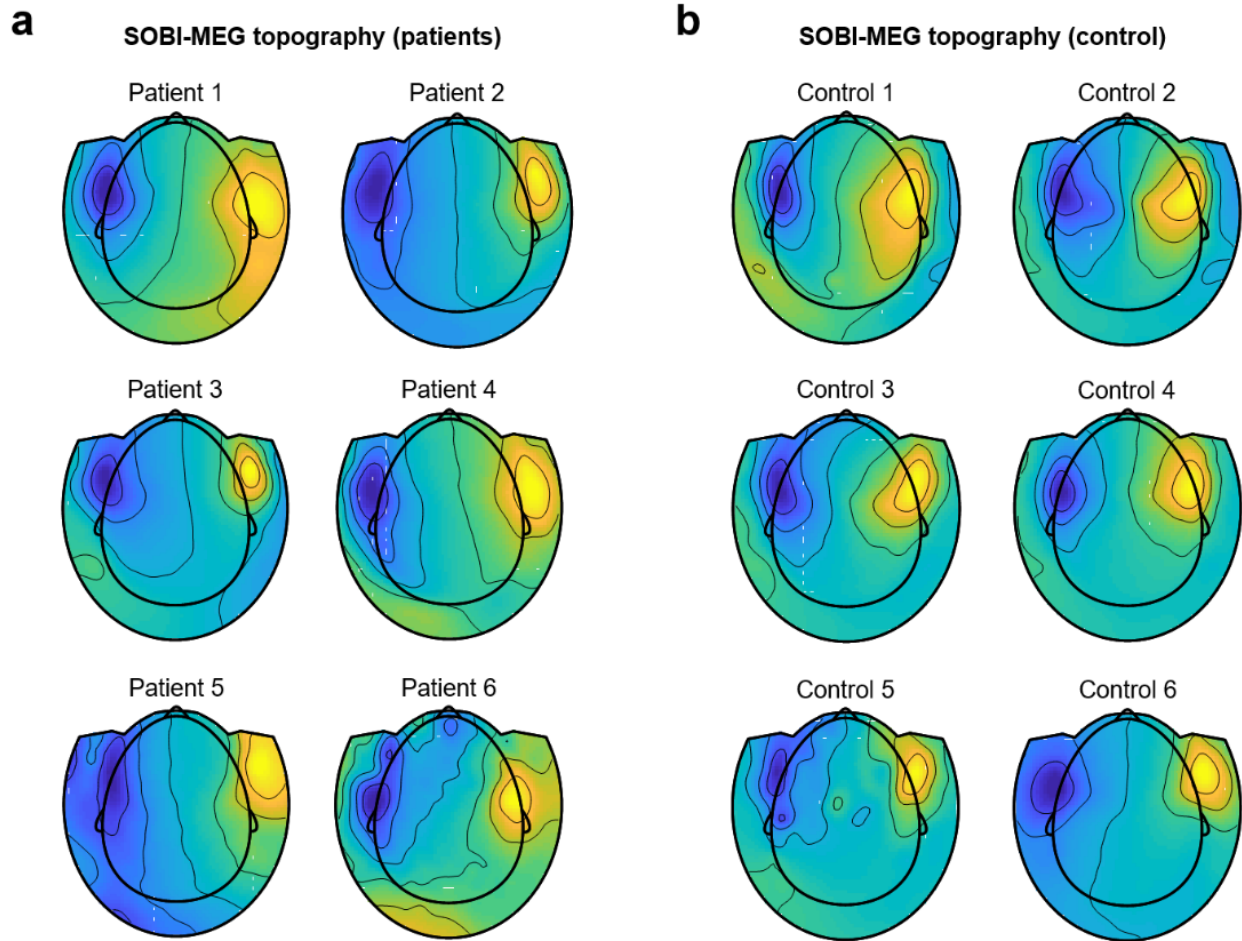 a
SOBI-MEG topography (patients)
Patient 1
Patient 2
Patient 3
Patient 4
Patient 5
Patient 6
b
SOBI-MEG topography (control)
Control 1
Control 2
Control 3
Control 4
Control 5
Control 6